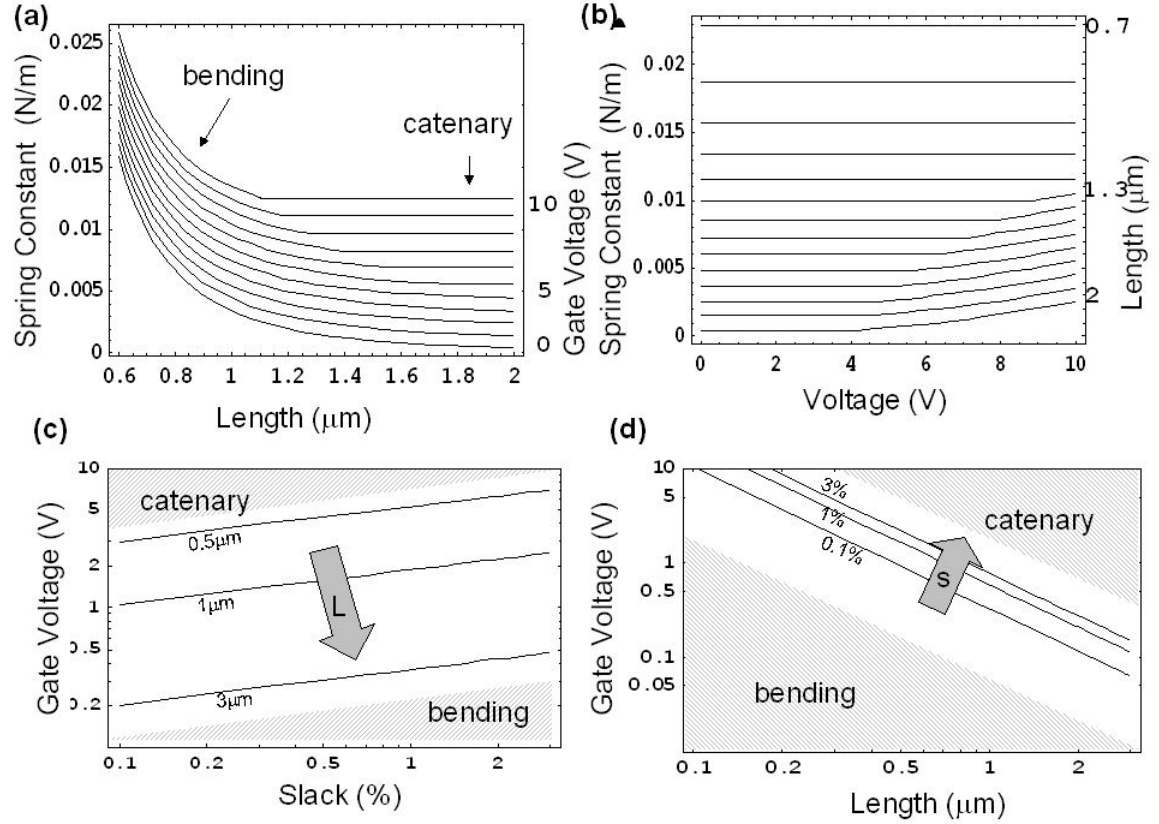 (a)
Spring Constant (N/m)
0.025
0.02
0.015
0.01
0.005
0
bending
catenary
10
5
0
Gate Voltage (V)
0.6 0.8 1 1.2 1.4 1.6 1.8 2
Length (μm)
(b)
Spring Constant (N/m)
0.02
0.015
0.01
0.005
0
0.7
1.3
2
Length (μm)
0 2 4 6 8 10
Voltage (V)
(c)
Gate Voltage (V)
10
5
2
1
0.5
0.2
catenary
0.5μm
1μm
L
3μm
bending
0.1 0.2 0.5 1 2
Slack (%)
(d)
Gate Voltage (V)
10
5
1
0.5
0.1
0.05
3%
1%
0.1%
catenary
s
bending
0.1 0.2 0.5 1 2
Length (μm)